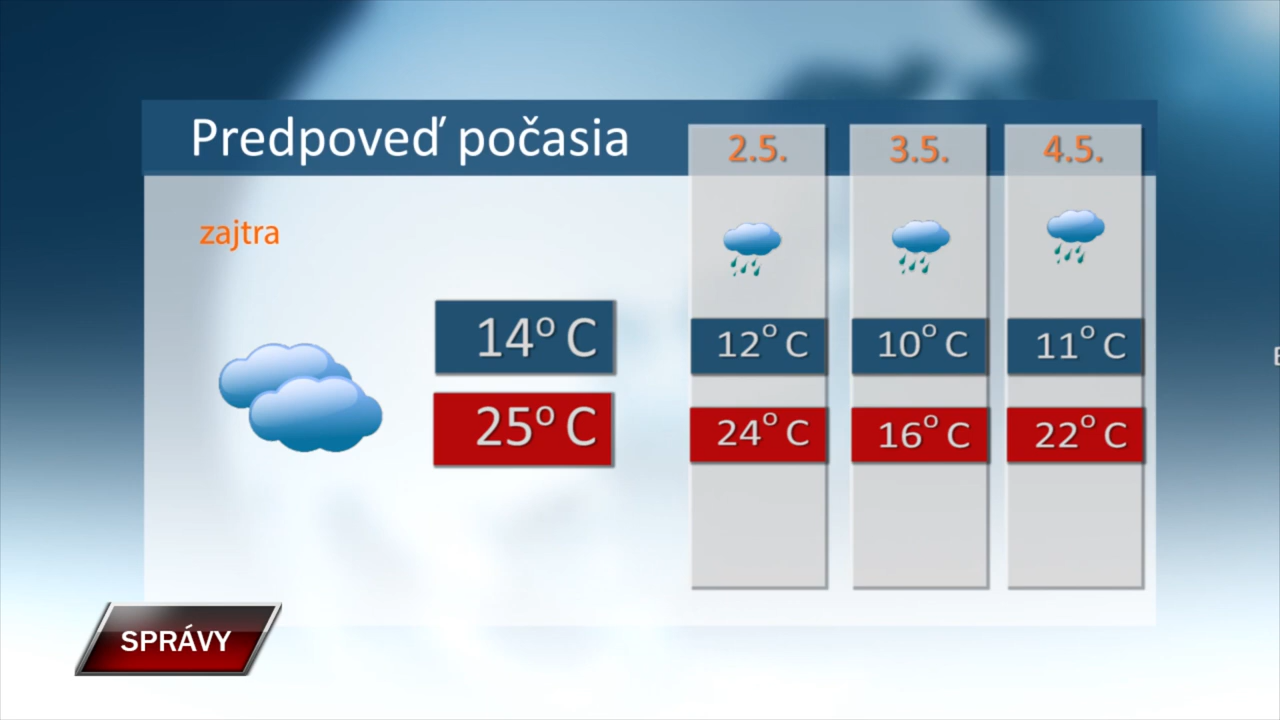 Predpoveď počasia
zajtra
14° C
25° C
2.5.
12° C
24° C
3.5.
10° C
16° C
4.5.
11° C
22° C
SPRÁVY